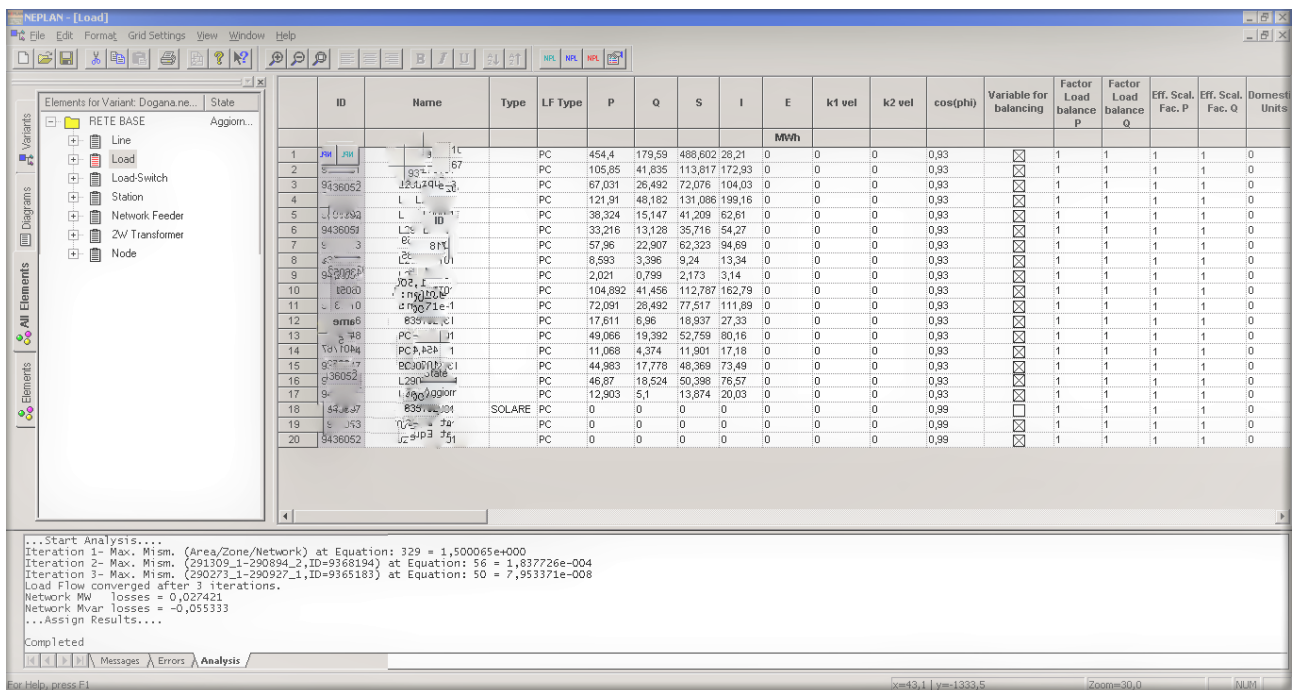 NEPLAN - [Load]
File Edit Format Grid Settings View Window Help
B I U NPL NPL NPL
Variants
Diagrams
All Elements
Elements
Elements for Variant: Dogana.ne... State
RETE BASE Aggiorn...
Line
Load
Load-Switch
Station
Network Feeder
2W Transformer
Node
ID Name Type LF Type P Q S I E k1 vel k2 vel cos(phi) Variable for balancing Factor Load balance P Factor Load balance Q Eff. Scal. Fac. P Eff. Scal. Fac. Q Domesti Units
MWh
1 PC 454,4 179,59 488,602 28,21 0 0 0 0,93 1 1 1 1 0
2 PC 105,85 41,835 113,817 172,93 0 0 0 0,93 1 1 1 1 0
3 PC 67,031 26,492 72,076 104,03 0 0 0 0,93 1 1 1 1 0
4 PC 121,91 48,182 131,086 199,16 0 0 0 0,93 1 1 1 1 0
5 PC 38,324 15,147 41,209 62,61 0 0 0 0,93 1 1 1 1 0
6 9436051 PC 33,216 13,128 35,716 54,27 0 0 0 0,93 1 1 1 1 0
7 PC 57,96 22,907 62,323 94,69 0 0 0 0,93 1 1 1 1 0
8 PC 8,593 3,396 9,24 13,34 0 0 0 0,93 1 1 1 1 0
9 PC 2,021 0,799 2,173 3,14 0 0 0 0,93 1 1 1 1 0
10 PC 104,892 41,456 112,787 162,79 0 0 0 0,93 1 1 1 1 0
11 PC 72,091 28,492 77,517 111,89 0 0 0 0,93 1 1 1 1 0
12 PC 17,611 6,96 18,937 27,33 0 0 0 0,93 1 1 1 1 0
13 PC 49,066 19,392 52,759 80,16 0 0 0 0,93 1 1 1 1 0
14 PC 11,068 4,374 11,901 17,18 0 0 0 0,93 1 1 1 1 0
15 PC 44,983 17,778 48,369 73,49 0 0 0 0,93 1 1 1 1 0
16 PC 46,87 18,524 50,398 76,57 0 0 0 0,93 1 1 1 1 0
17 PC 12,903 5,1 13,874 20,03 0 0 0 0,93 1 1 1 1 0
18 SOLARE PC 0 0 0 0 0 0 0 0,99 1 1 1 1 0
19 PC 0 0 0 0 0 0 0 0,99 1 1 1 1 0
20 9436052 PC 0 0 0 0 0 0 0 0,99 1 1 1 1 0
...Start Analysis....
Iteration 1- Max. Mism. (Area/Zone/Network) at Equation: 329 = 1,500065e+000
Iteration 2- Max. Mism. (291309_1-290894_2,ID=9368194) at Equation: 56 = 1,837726e-004
Iteration 3- Max. Mism. (290273_1-290927_1,ID=9365183) at Equation: 50 = 7,953371e-008
Load Flow converged after 3 iterations.
Network MW losses = 0,027421
Network Mvar losses = -0,055333
...Assign Results....
Completed
Messages Errors Analysis
For Help, press F1 x=43,1 | y=-1333,5 Zoom=30,0 NUM